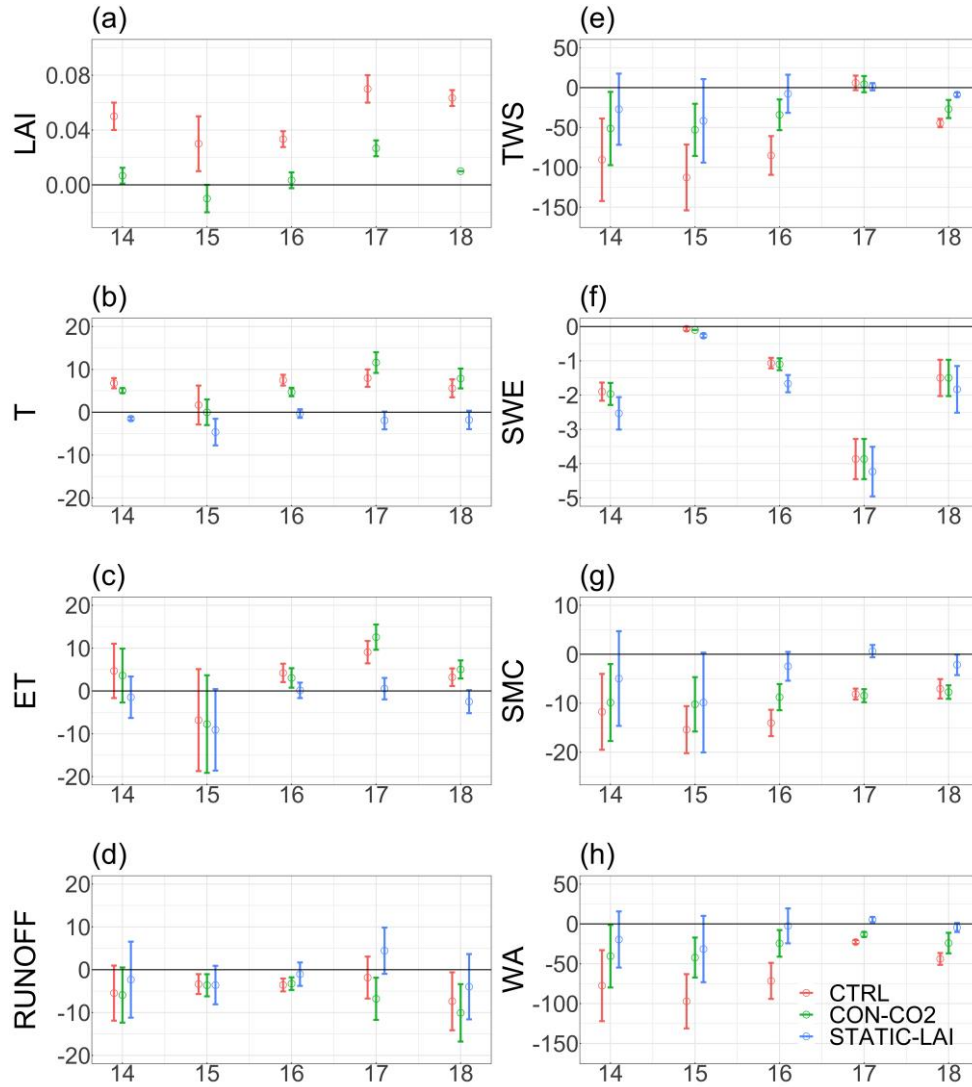 (a)
LAI
0.08
0.04
0.00
14 15 16 17 18
(b)
T
20
10
0
-10
-20
14 15 16 17 18
(c)
ET
20
10
0
-10
-20
14 15 16 17 18
(d)
RUNOFF
20
10
0
-10
-20
14 15 16 17 18
(e)
TWS
50
0
-50
-100
-150
14 15 16 17 18
(f)
SWE
0
-1
-2
-3
-4
-5
14 15 16 17 18
(g)
SMC
10
0
-10
-20
14 15 16 17 18
(h)
WA
50
0
-50
-100
-150
14 15 16 17 18
CTRL
CON-CO2
STATIC-LAI